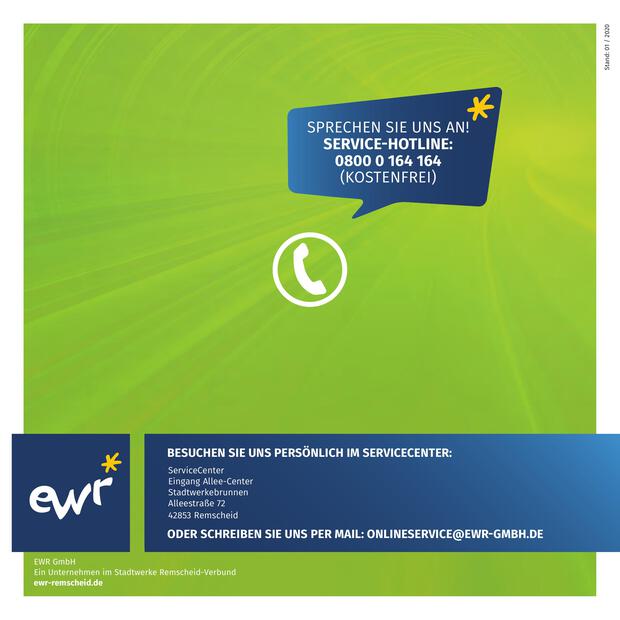 Stand: 01 / 2020
SPRECHEN SIE UNS AN!
SERVICE-HOTLINE:
0800 0 164 164
(KOSTENFREI)
ewr
BESUCHEN SIE UNS PERSÖNLICH IM SERVICECENTER:
ServiceCenter
Eingang Allee-Center
Stadtwerkebrunnen
Alleestraße 72
42853 Remscheid
ODER SCHREIBEN SIE UNS PER MAIL: ONLINESERVICE@EWR-GMBH.DE
EWR GmbH
Ein Unternehmen im Stadtwerke Remscheid-Verbund
ewr-remscheid.de